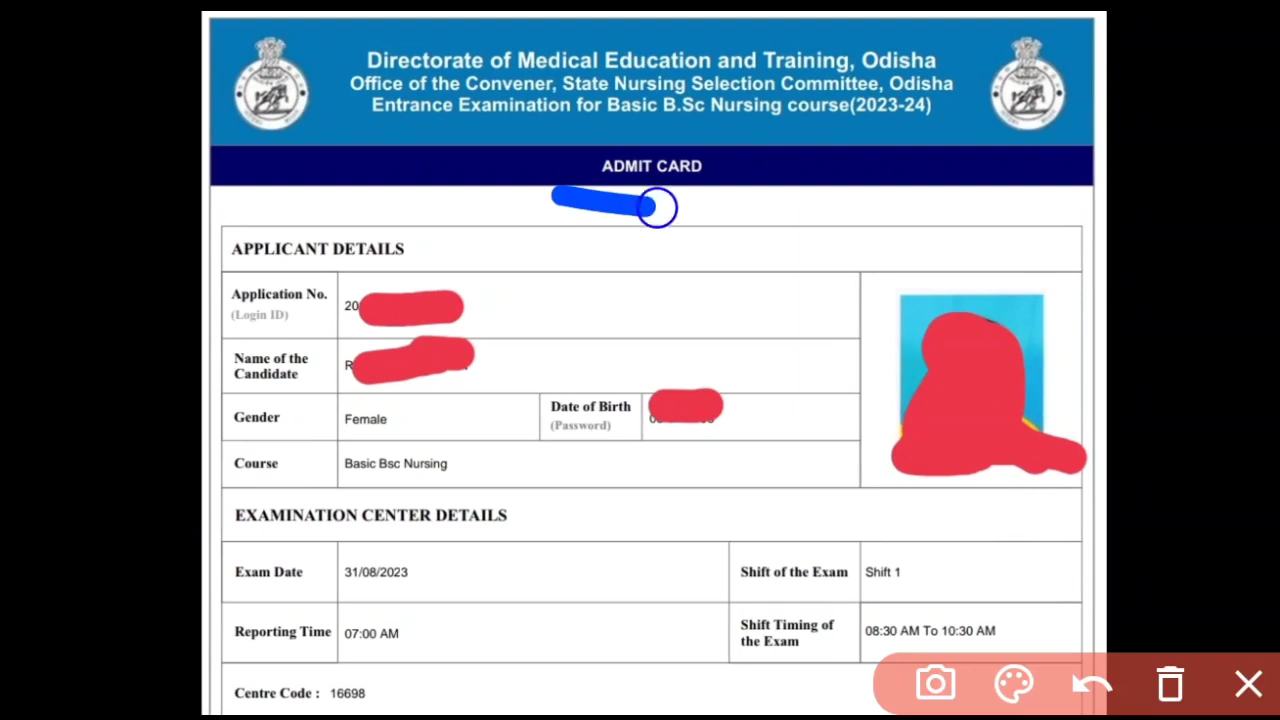 Directorate of Medical Education and Training, Odisha
Office of the Convener, State Nursing Selection Committee, Odisha
Entrance Examination for Basic B.Sc Nursing course(2023-24)
ADMIT CARD
APPLICANT DETAILS
Application No.
(Login ID)
20
Name of the
Candidate
R
Gender
Female
Date of Birth
(Password)
Course
Basic Bsc Nursing
EXAMINATION CENTER DETAILS
Exam Date
31/08/2023
Shift of the Exam
Shift 1
Reporting Time
07:00 AM
Shift Timing of
the Exam
08:30 AM To 10:30 AM
Centre Code : 16698